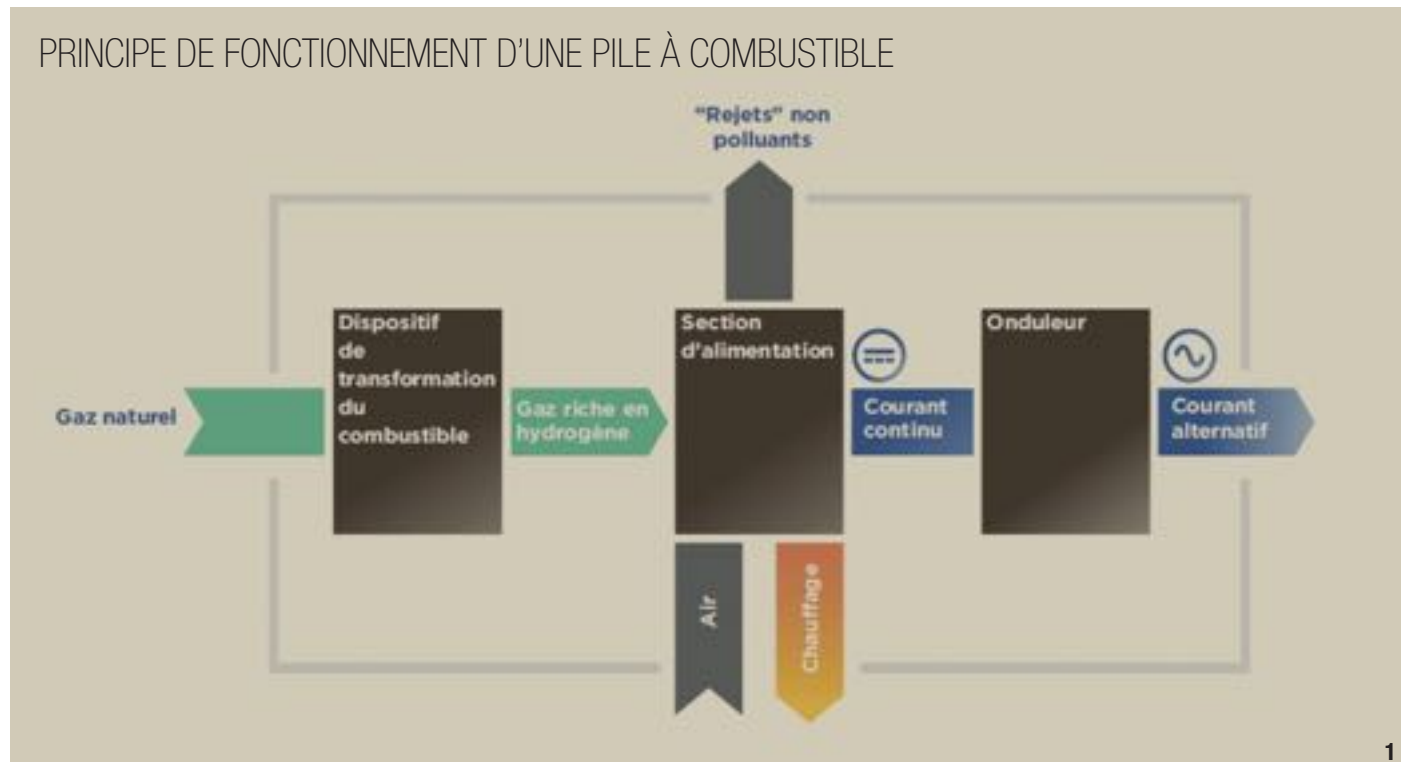 PRINCIPE DE FONCTIONNEMENT D'UNE PILE À COMBUSTIBLE
"Rejets" non
polluants
Gaz naturel
Dispositif
de
transformation
du
combustible
Gaz riche en
hydrogène
Section
d'alimentation
Courant
continu
Onduleur
Courant
alternatif
Air
Chauffage
1